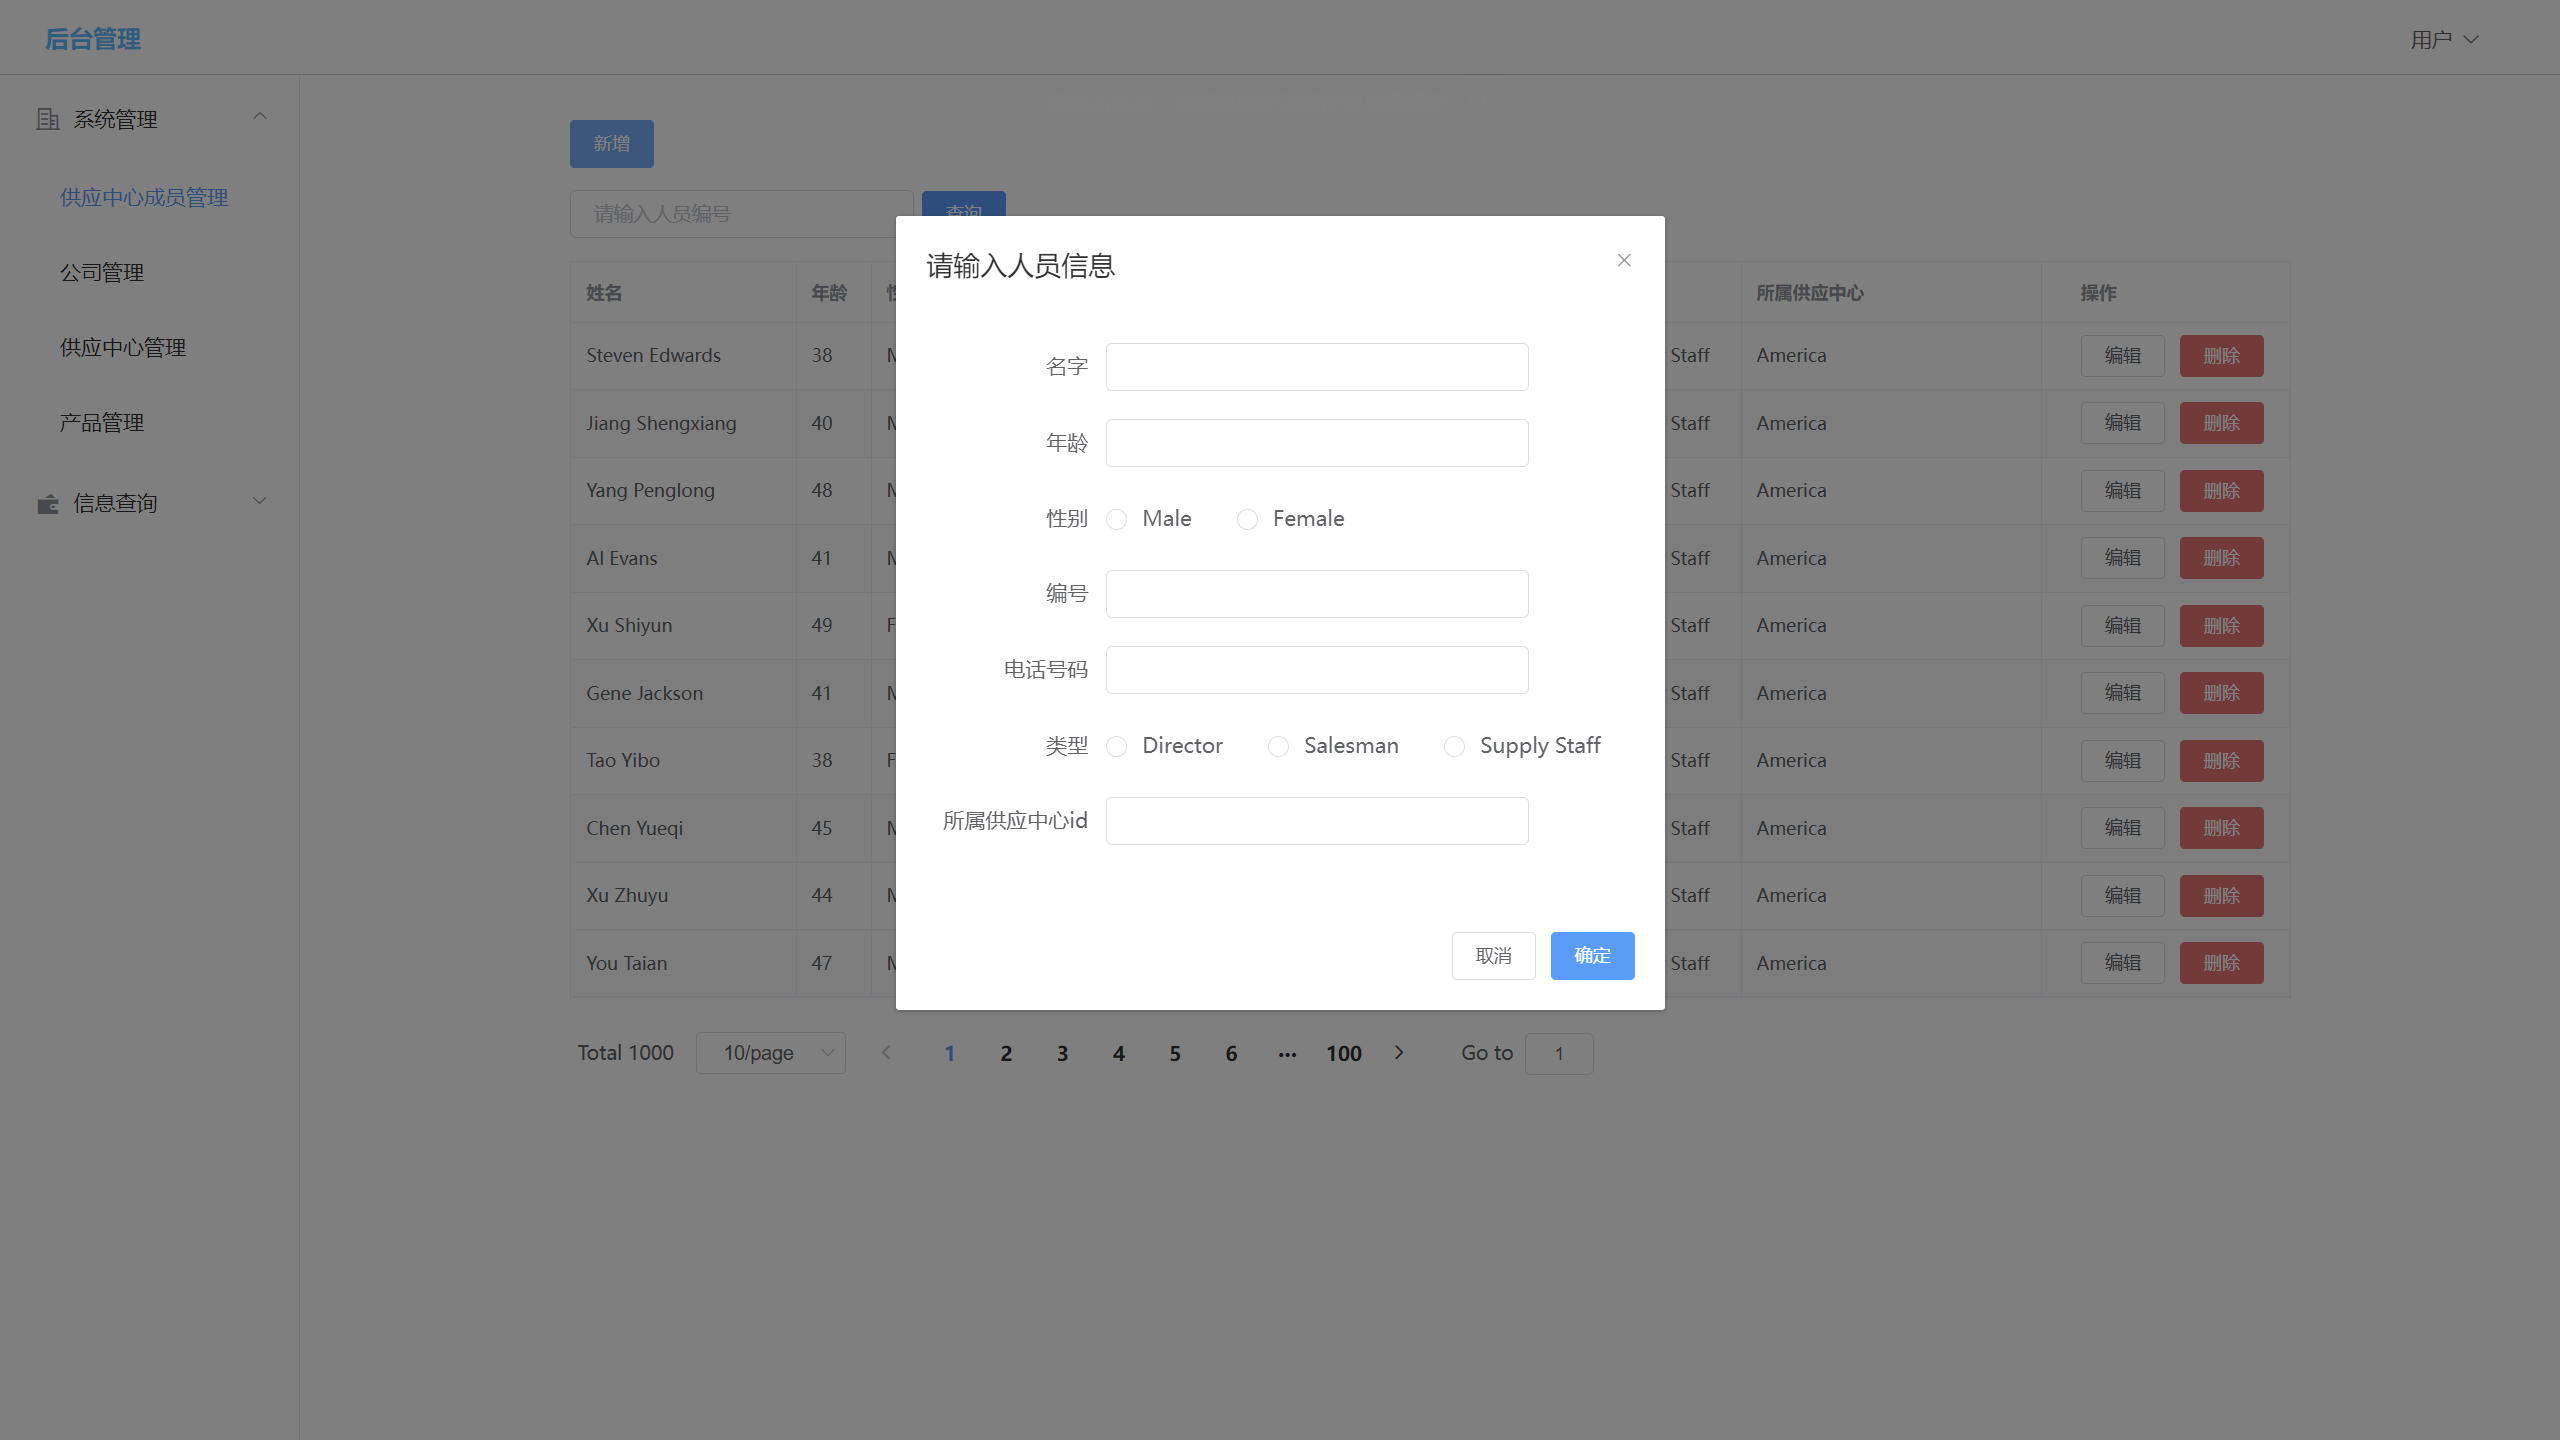 后台管理
用户
系统管理
供应中心成员管理
公司管理
供应中心管理
产品管理
信息查询
新增
请输入人员编号 查询
请输入人员信息
名字
年龄
性别 Male Female
编号
电话号码
类型 Director Salesman Supply Staff
所属供应中心id
取消 确定
姓名 年龄 所属供应中心 操作
Steven Edwards 38 Staff America 编辑 删除
Jiang Shengxiang 40 Staff America 编辑 删除
Yang Penglong 48 Staff America 编辑 删除
Al Evans 41 Staff America 编辑 删除
Xu Shiyun 49 Staff America 编辑 删除
Gene Jackson 41 Staff America 编辑 删除
Tao Yibo 38 Staff America 编辑 删除
Chen Yueqi 45 Staff America 编辑 删除
Xu Zhuyu 44 Staff America 编辑 删除
You Taian 47 Staff America 编辑 删除
Total 1000 10/page 1 2 3 4 5 6 ••• 100 Go to 1